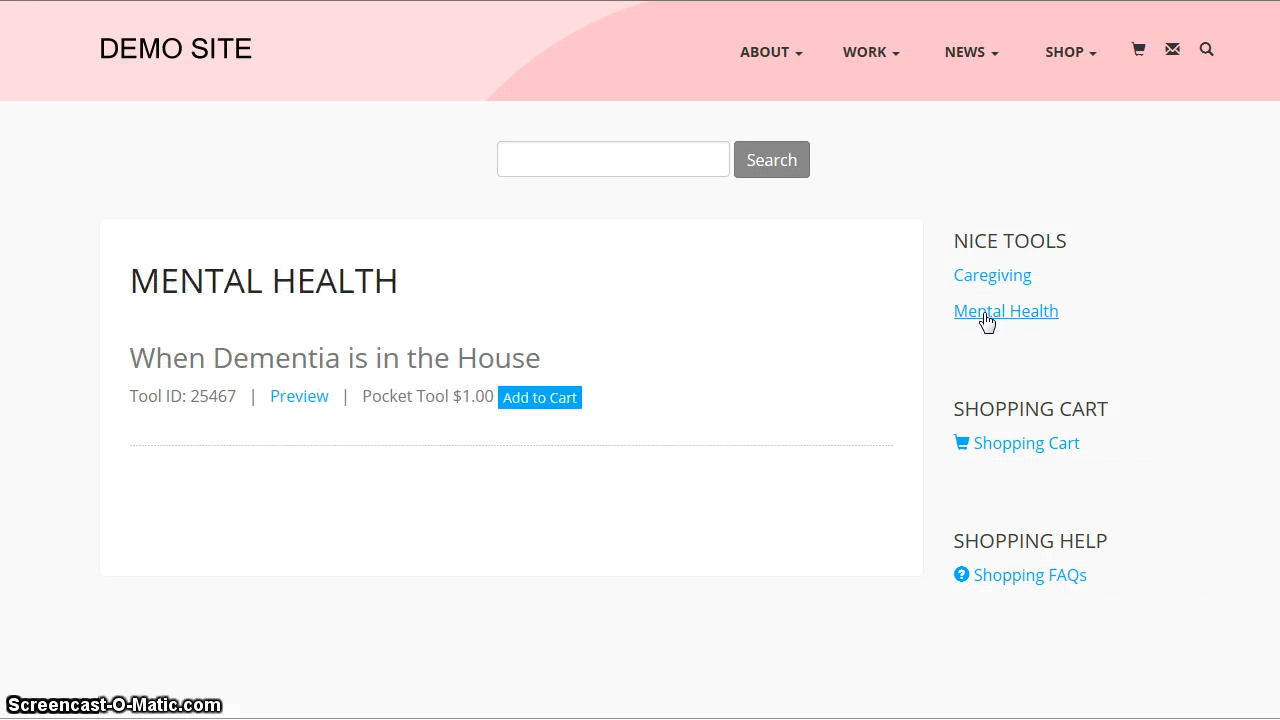 DEMO SITE
ABOUT WORK NEWS SHOP
Search
MENTAL HEALTH
When Dementia is in the House
Tool ID: 25467 | Preview | Pocket Tool $1.00 Add to Cart
NICE TOOLS
Caregiving
Mental Health
SHOPPING CART
Shopping Cart
SHOPPING HELP
Shopping FAQs
Screencast-O-Matic.com